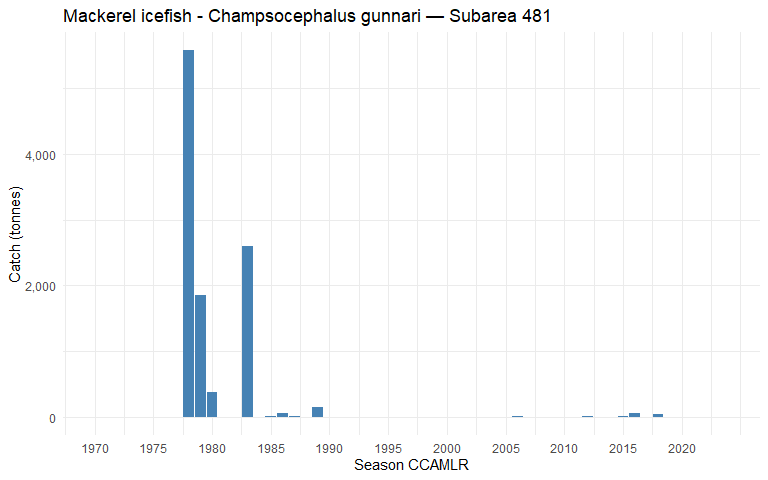 Mackerel icefish - Champsocephalus gunnari — Subarea 481
Catch (tonnes)
4,000
2,000
0
1970 1975 1980 1985 1990 1995 2000 2005 2010 2015 2020
Season CCAMLR